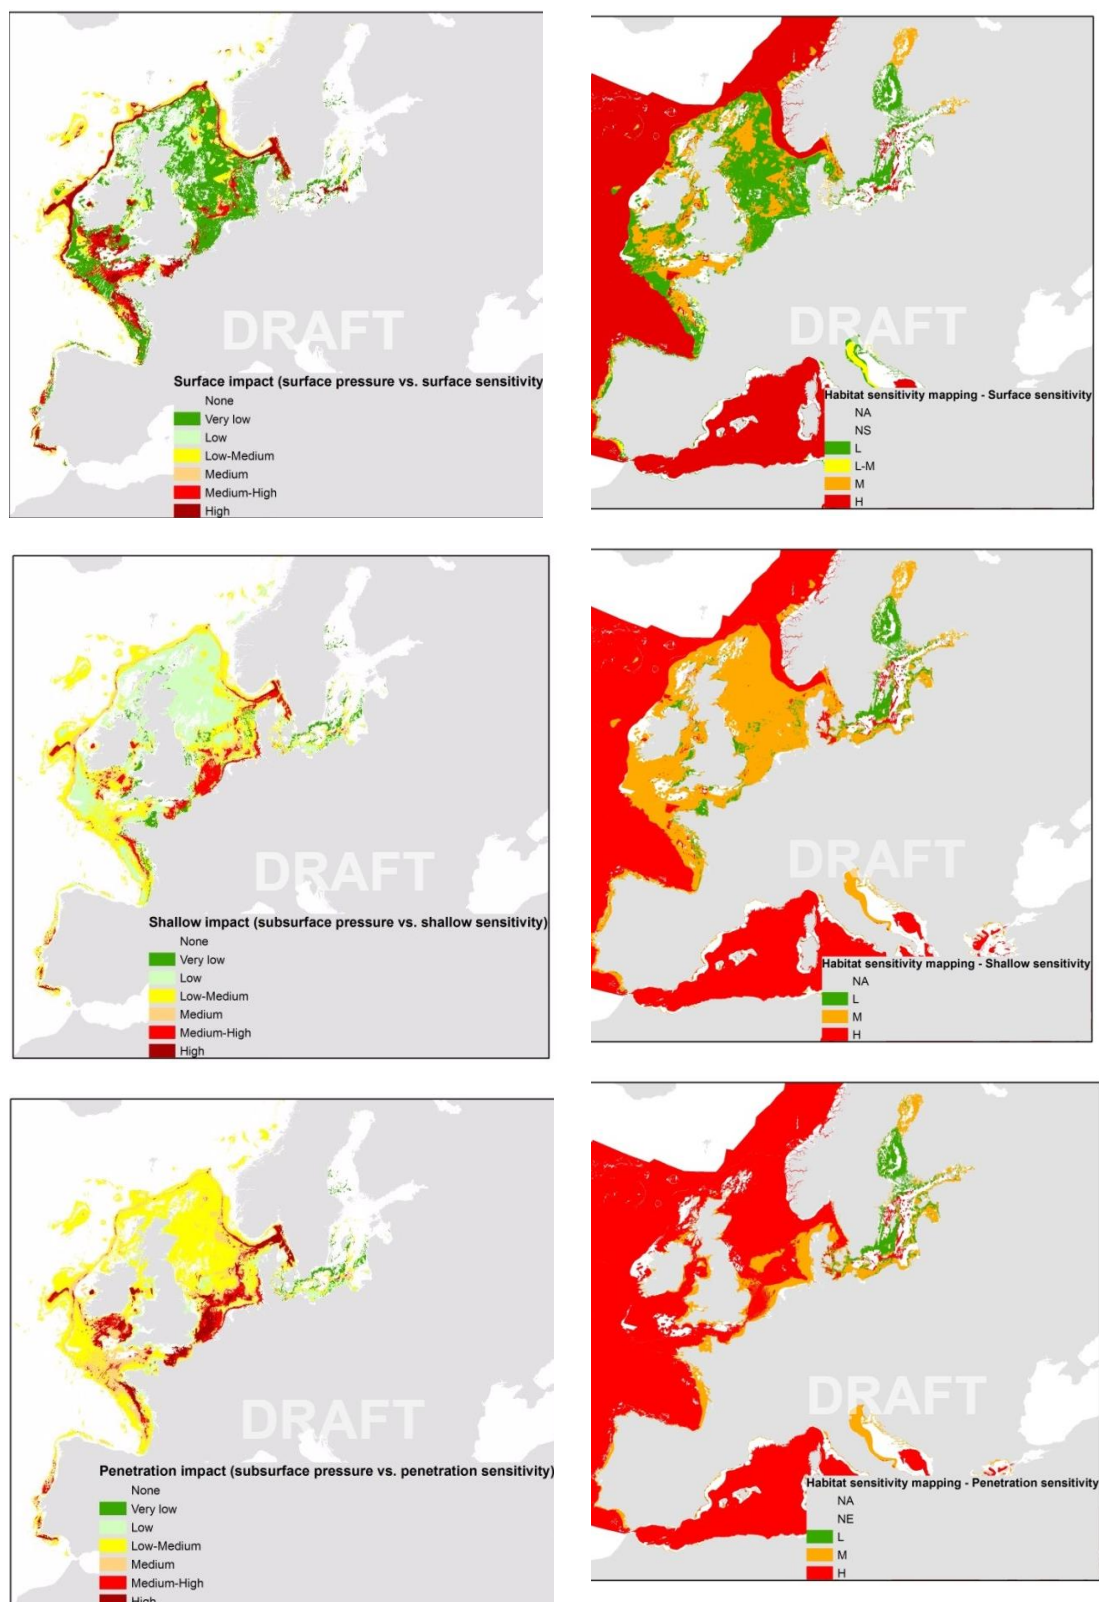 DRAFT
Surface impact (surface pressure vs. surface sensitivity
None
Very low
Low
Low-Medium
Medium
Medium-High
High
DRAFT
Habitat sensitivity mapping - Surface sensitivity
NA
NS
L
L-M
M
H
DRAFT
Shallow impact (subsurface pressure vs. shallow sensitivity)
None
Very low
Low
Low-Medium
Medium
Medium-High
High
DRAFT
Habitat sensitivity mapping - Shallow sensitivity
NA
L
M
H
DRAFT
Penetration impact (subsurface pressure vs. penetration sensitivity)
None
Very low
Low
Low-Medium
Medium
Medium-High
High
DRAFT
Habitat sensitivity mapping - Penetration sensitivity
NA
NE
L
M
H